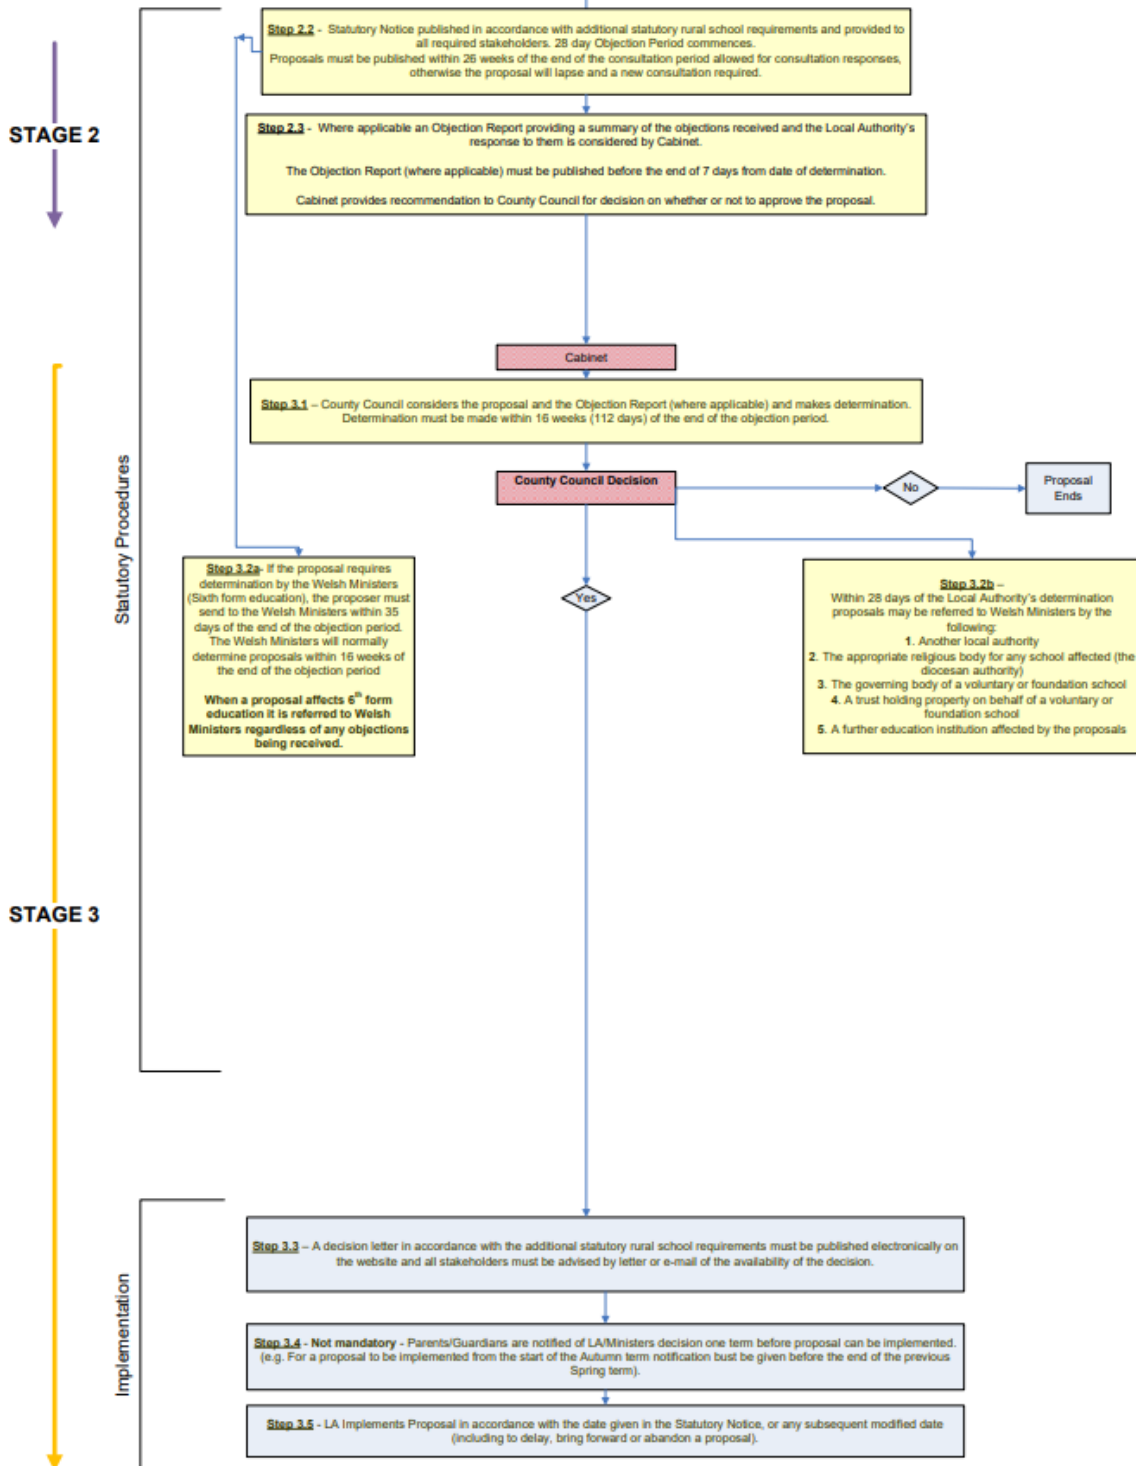 Step 2.2 - Statutory Notice published in accordance with additional statutory rural school requirements and provided to
all required stakeholders. 28 day Objection Period commences.
Proposals must be published within 26 weeks of the end of the consultation period allowed for consultation responses,
otherwise the proposal will lapse and a new consultation required.
STAGE 2
Step 2.3 - Where applicable an Objection Report providing a summary of the objections received and the Local Authority's
response to them is considered by Cabinet.
The Objection Report (where applicable) must be published before the end of 7 days from date of determination.
Cabinet provides recommendation to County Council for decision on whether or not to approve the proposal.
Cabinet
Step 3.1 – County Council considers the proposal and the Objection Report (where applicable) and makes determination.
Determination must be made within 16 weeks (112 days) of the end of the objection period.
Statutory Procedures
County Council Decision
No
Proposal
Ends
Yes
Step 3.2a- If the proposal requires
determination by the Welsh Ministers
(Sixth form education), the proposer must
send to the Welsh Ministers within 35
days of the end of the objection period.
The Welsh Ministers will normally
determine proposals within 16 weeks of
the end of the objection period
When a proposal affects 6th form
education it is referred to Welsh
Ministers regardless of any objections
being received.
Step 3.2b –
Within 28 days of the Local Authority's determination
proposals may be referred to Welsh Ministers by the
following:
1. Another local authority
2. The appropriate religious body for any school affected (the
diocesan authority)
3. The governing body of a voluntary or foundation school
4. A trust holding property on behalf of a voluntary or
foundation school
5. A further education institution affected by the proposals
STAGE 3
Implementation
Step 3.3 – A decision letter in accordance with the additional statutory rural school requirements must be published electronically on
the website and all stakeholders must be advised by letter or e-mail of the availability of the decision.
Step 3.4 - Not mandatory - Parents/Guardians are notified of LA/Ministers decision one term before proposal can be implemented.
(e.g. For a proposal to be implemented from the start of the Autumn term notification bust be given before the end of the previous
Spring term).
Step 3.5 - LA Implements Proposal in accordance with the date given in the Statutory Notice, or any subsequent modified date
(including to delay, bring forward or abandon a proposal).